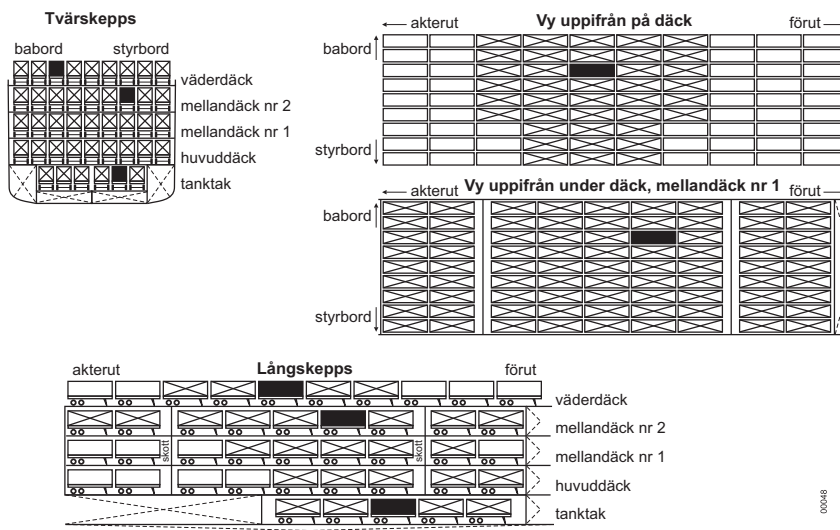 Tvärskepps
babord styrbord
väderdäck
mellandäck nr 2
mellandäck nr 1
huvuddäck
tanktak
Vy uppifrån på däck
akterut förut
babord
styrbord
Vy uppifrån under däck, mellandäck nr 1
akterut förut
babord
styrbord
Långskepps
akterut förut
väderdäck
mellandäck nr 2
skott skott
mellandäck nr 1
huvuddäck
tanktak
00048